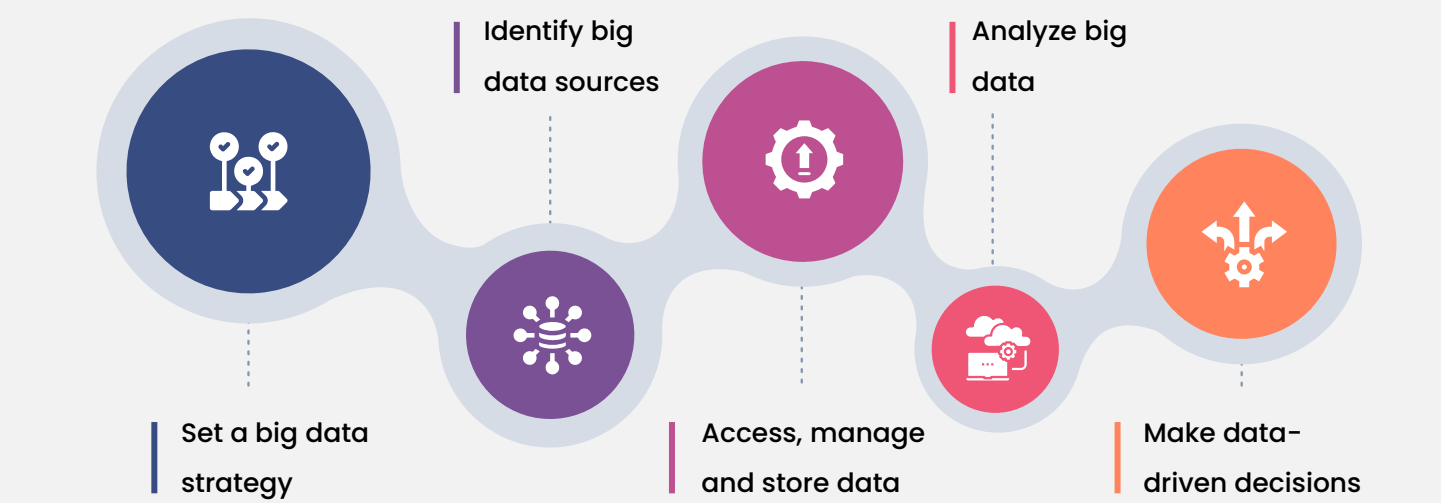 Set a big data
strategy
Identify big
data sources
Access, manage
and store data
Analyze big
data
Make data-
driven decisions